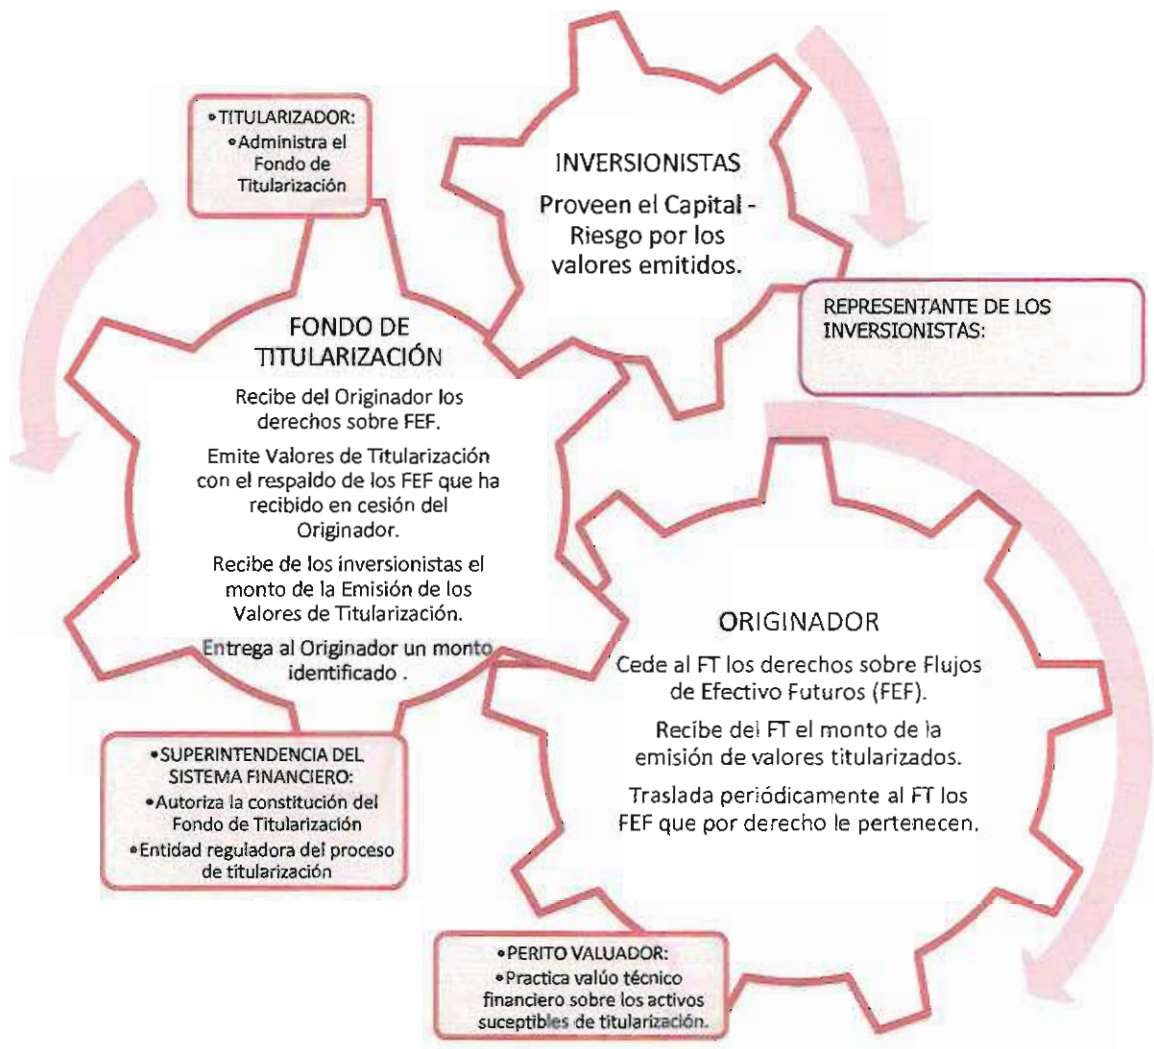 •TITULARIZADOR:
•Administra el
Fondo de
Titularización
INVERSIONISTAS
Proveen el Capital -
Riesgo por los
valores emitidos.
REPRESENTANTE DE LOS
INVERSIONISTAS:
FONDO DE
TITULARIZACIÓN
Recibe del Originador los
derechos sobre FEF.
Emite Valores de Titularización
con el respaldo de los FEF que ha
recibido en cesión del
Originador.
Recibe de los inversionistas el
monto de la Emisión de los
Valores de Titularización.
Entrega al Originador un monto
identificado .
ORIGINADOR
Cede al FT los derechos sobre Flujos
de Efectivo Futuros (FEF).
Recibe del FT el monto de la
emisión de valores titularizados.
Traslada periódicamente al FT los
FEF que por derecho le pertenecen.
•SUPERINTENDENCIA DEL
SISTEMA FINANCIERO:
•Autoriza la constitución del
Fondo de Titularización
•Entidad reguladora del proceso
de titularización
•PERITO VALUADOR:
•Practica valúo técnico
financiero sobre los activos
suceptibles de titularización.